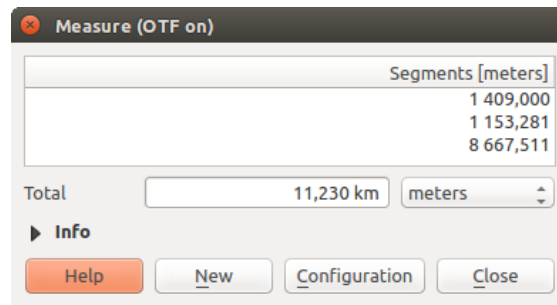 Measure (OTF on)
Segments [meters]
1 409,000
1 153,281
8 667,511
Total 11,230 km meters
Info
Help New Configuration Close